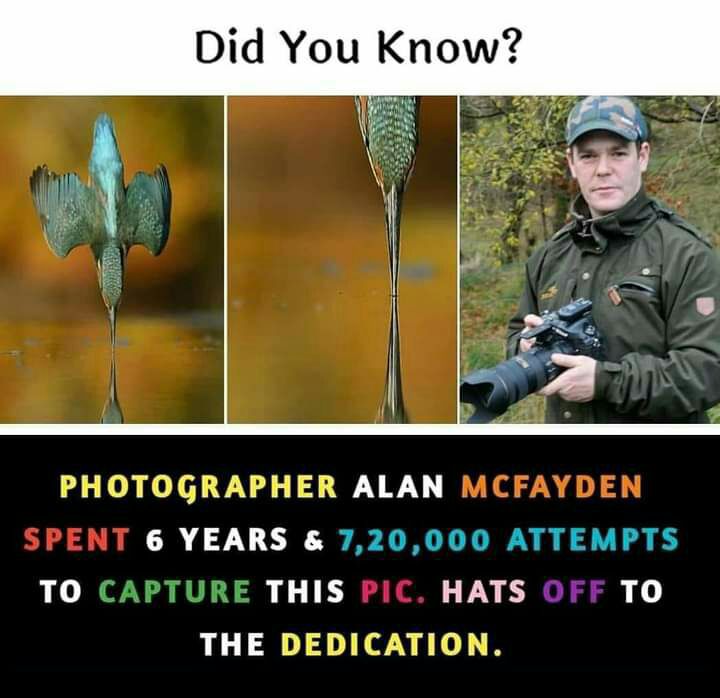 Did You Know?
PHOTOGRAPHER ALAN MCFAYDEN
SPENT 6 YEARS & 7,20,000 ATTEMPTS
TO CAPTURE THIS PIC. HATS OFF TO
THE DEDICATION.